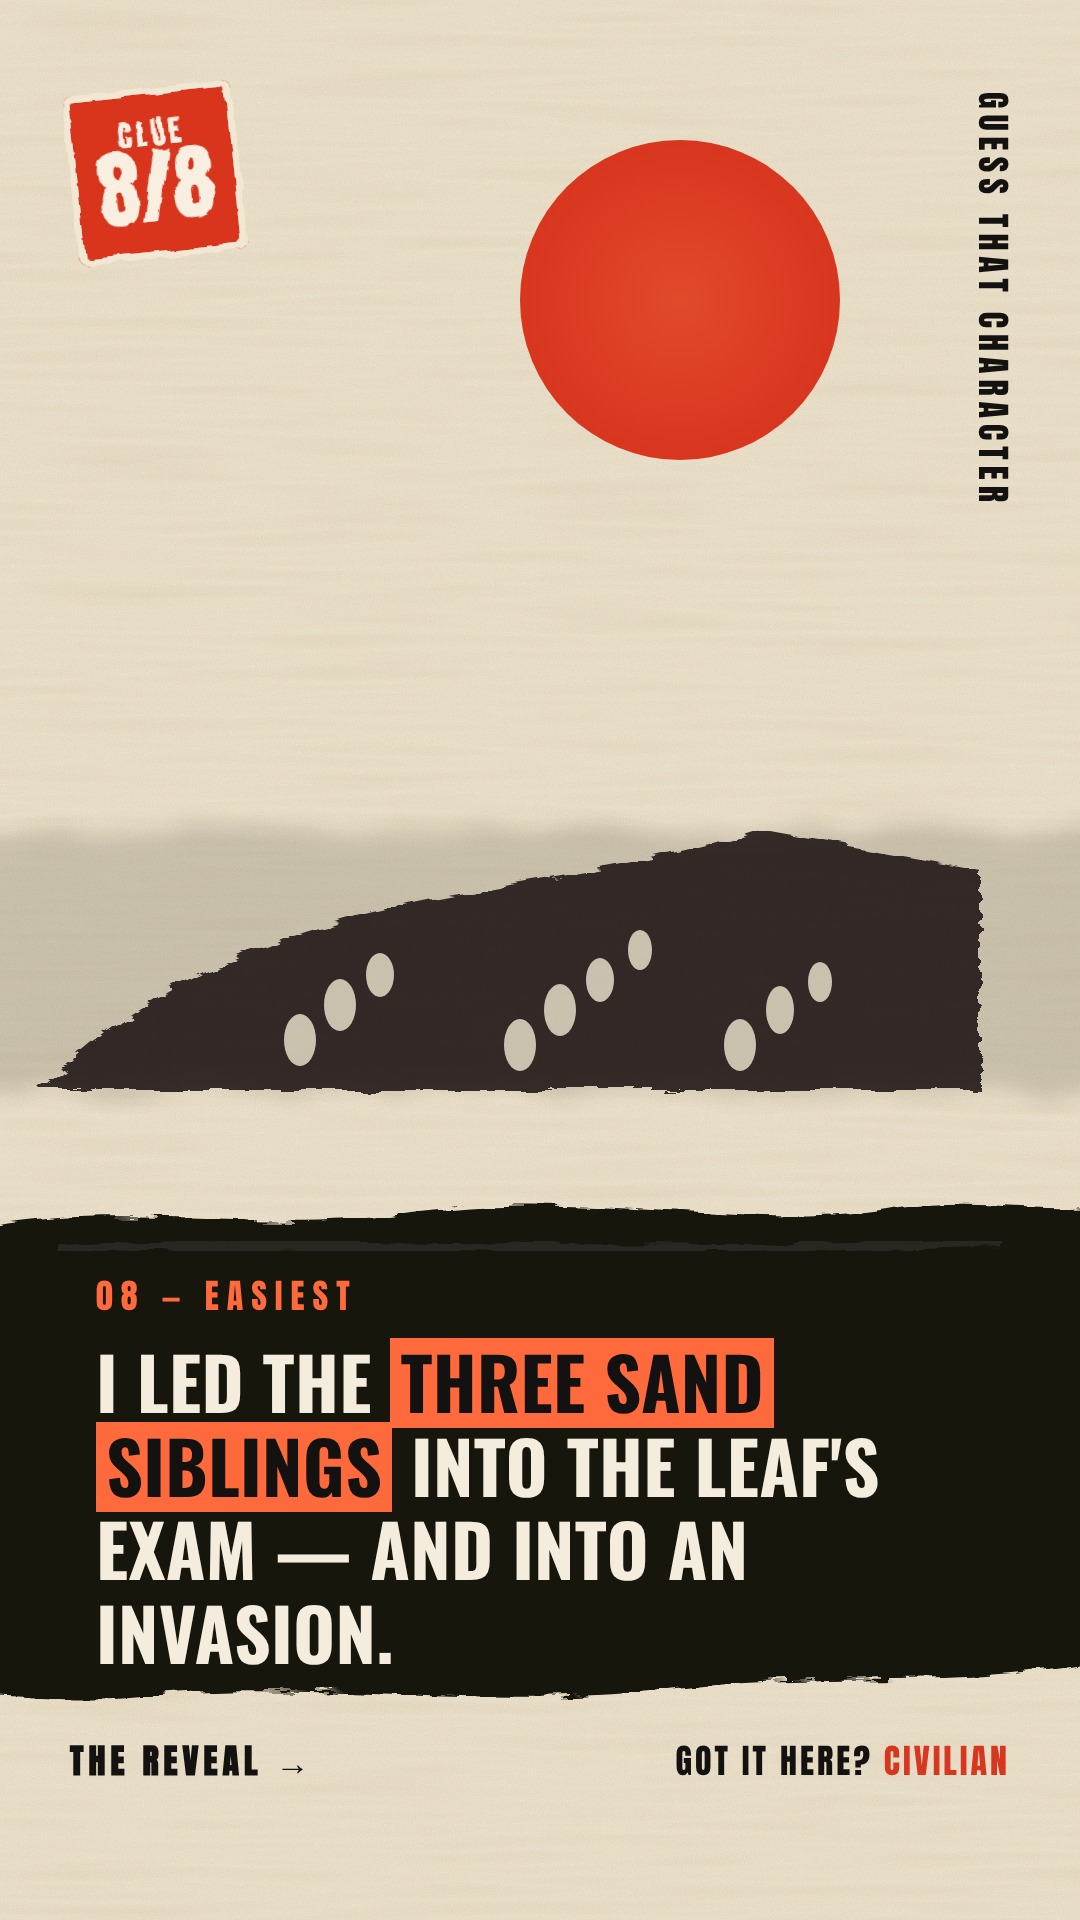 CLUE
8/8
GUESS THAT CHARACTER
08 – EASIEST
I LED THE THREE SAND
SIBLINGS INTO THE LEAF'S
EXAM — AND INTO AN
INVASION.
THE REVEAL →
GOT IT HERE? CIVILIAN